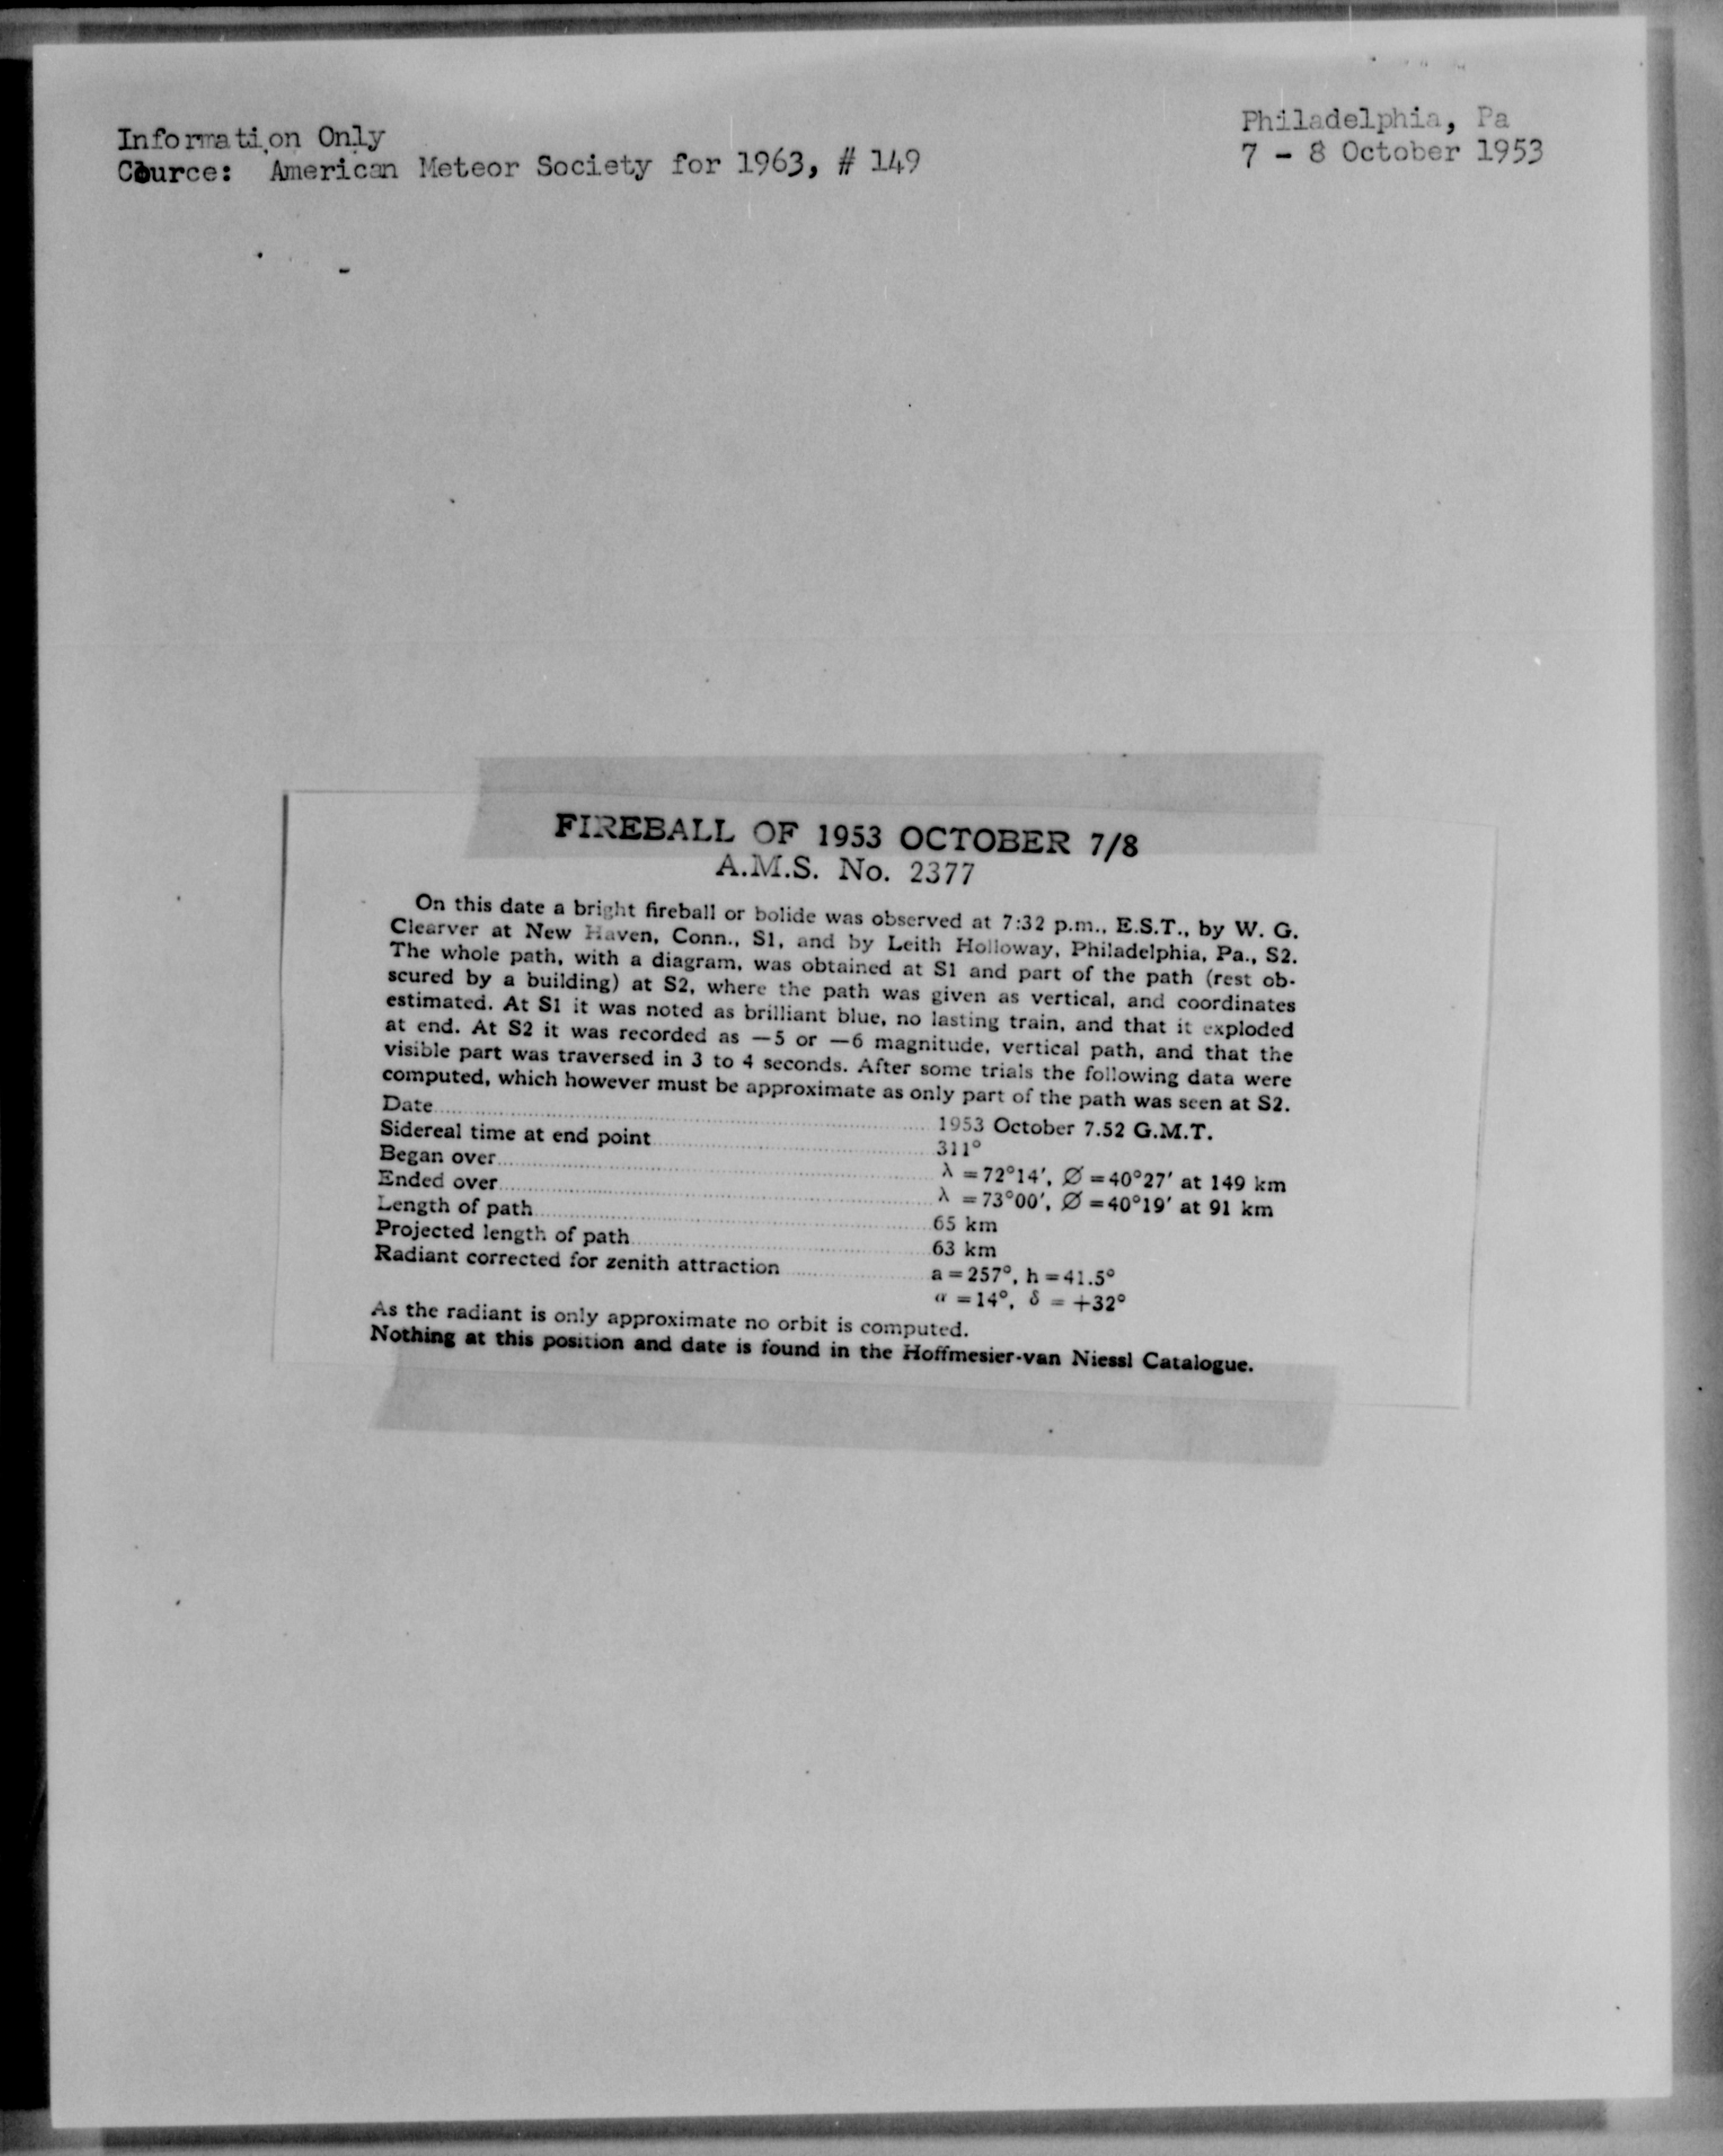 Information Only
Cource: American Meteor Society for 1963, # 149
Philadelphia, Pa
7 - 8 October 1953
FIREBALL OF 1953 OCTOBER 7/8
A.M.S. No. 2377
On this date a bright fireball or bolide was observed at 7:32 p.m., E.S.T., by W. G.
Clearver at New Haven, Conn., S1, and by Leith Holloway, Philadelphia, Pa., S2.
The whole path, with a diagram, was obtained at S1 and part of the path (rest ob-
scured by a building) at S2, where the path was given as vertical, and coordinates
estimated. At S1 it was noted as brilliant blue, no lasting train, and that it exploded
at end. At S2 it was recorded as —5 or —6 magnitude, vertical path, and that the
visible part was traversed in 3 to 4 seconds. After some trials the following data were
computed, which however must be approximate as only part of the path was seen at S2.
Date 1953 October 7.52 G.M.T.
Sidereal time at end point 311°
Began over λ = 72°14′, Ø = 40°27′ at 149 km
Ended over λ = 73°00′, Ø = 40°19′ at 91 km
Length of path 65 km
Projected length of path 63 km
Radiant corrected for zenith attraction a = 257°, h = 41.5°
α = 14°, δ = +32°
As the radiant is only approximate no orbit is computed.
Nothing at this position and date is found in the Hoffmesier-van Niessl Catalogue.